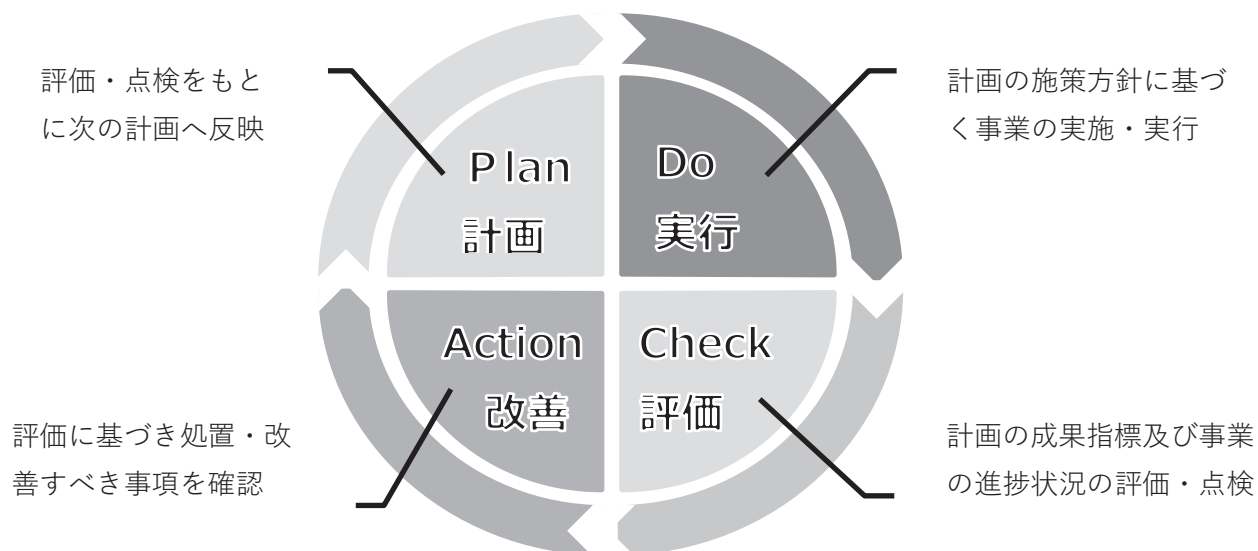 評価・点検をもと
に次の計画へ反映
計画の施策方針に基づ
く事業の実施・実行
Plan
計画
Do
実行
Action
改善
Check
評価
評価に基づき処置・改
善すべき事項を確認
計画の成果指標及び事業
の進捗状況の評価・点検